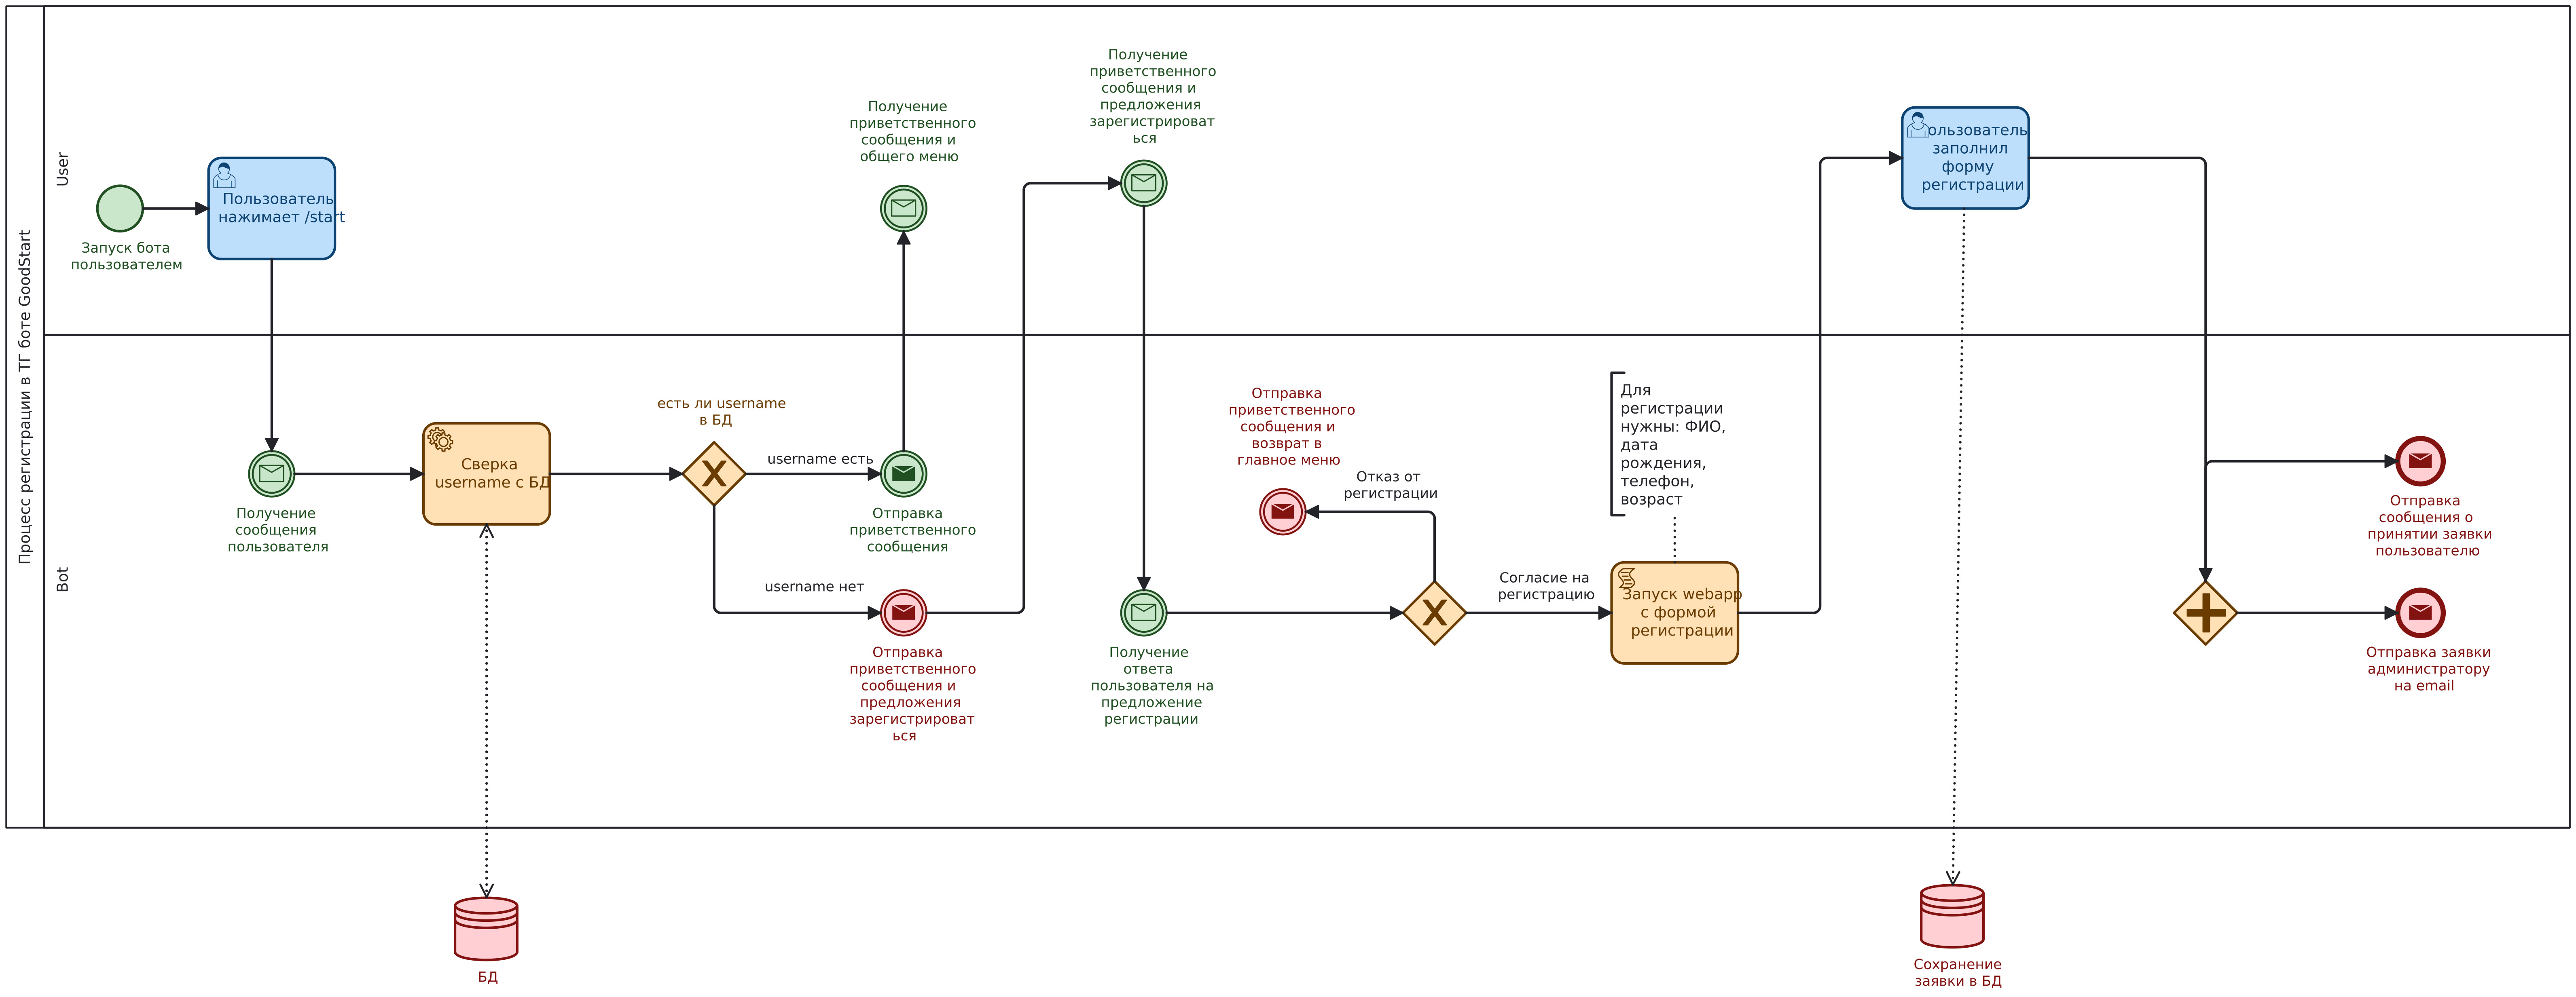 Процесс регистрации в ТГ боте GoodStart
User
Запуск бота
пользователем
Пользователь
нажимает /start
Получение
приветственного
сообщения и
общего меню
Получение
приветственного
сообщения и
предложения
зарегистрироват
ься
ользователь
заполнил
форму
регистрации
Bot
Получение
сообщения
пользователя
Сверка
username с БД
есть ли username
в БД
username есть
Отправка
приветственного
сообщения
username нет
Отправка
приветственного
сообщения и
предложения
зарегистрироват
ься
Получение
ответа
пользователя на
предложение
регистрации
Отправка
приветственного
сообщения и
возврат в
главное меню
Отказ от
регистрации
Согласие на
регистрацию
Для
регистрации
нужны: ФИО,
дата
рождения,
телефон,
возраст
Запуск webapp
с формой
регистрации
Отправка
сообщения о
принятии заявки
пользователю
Отправка заявки
администратору
на email
БД
Сохранение
заявки в БД